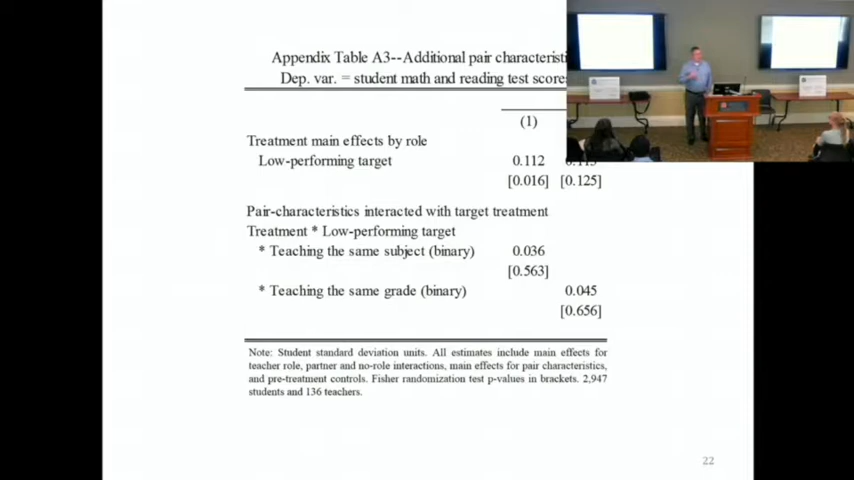 Appendix Table A3--Additional pair
Dep. var. = student math and reading test
(1)
Treatment main effects by role
Low-performing target 0.112
[0.016] [0.125]
Pair-characteristics interacted with target treatment
Treatment * Low-performing target
* Teaching the same subject (binary) 0.036
[0.563]
* Teaching the same grade (binary) 0.045
[0.656]
Note: Student standard deviation units. All estimates include main effects for
teacher role, partner and no-role interactions, main effects for pair characteristics,
and pre-treatment controls. Fisher randomization test p-values in brackets. 2,947
students and 136 teachers.
22